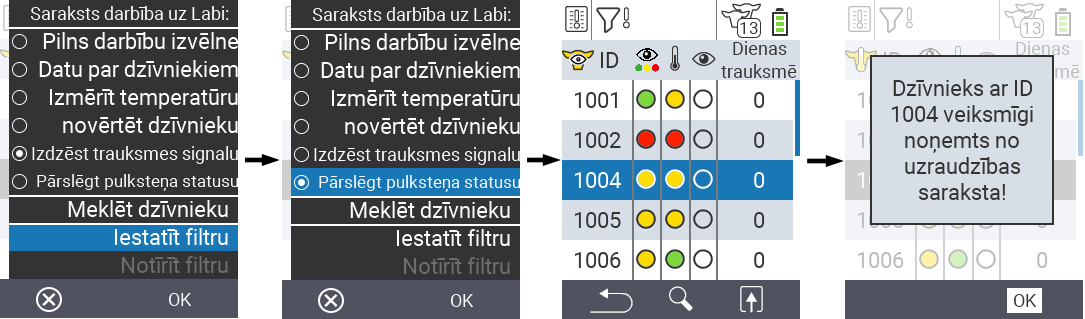 Saraksts darbība uz Labi:
Pilns darbību izvēlne
Datu par dzīvniekiem
Izmērīt temperatūru
novērtēt dzīvnieku
Izdzēst trauksmes signalu
Pārslēgt pulksteņa statusu
Meklēt dzīvnieku
Iestatīt filtru
Notīrīt filtru
OK
Saraksts darbība uz Labi:
Pilns darbību izvēlne
Datu par dzīvniekiem
Izmērīt temperatūru
novērtēt dzīvnieku
Izdzēst trauksmes signalu
Pārslēgt pulksteņa statusu
Meklēt dzīvnieku
Iestatīt filtru
Notīrīt filtru
OK
13
ID Dienas
trauksmē
1001 0
1002 0
1004 0
1005 0
1006 0
13
Dienas
Dzīvnieks ar ID
1004 veiksmīgi
noņemts no
uzraudzības
saraksta!
1006 0
OK